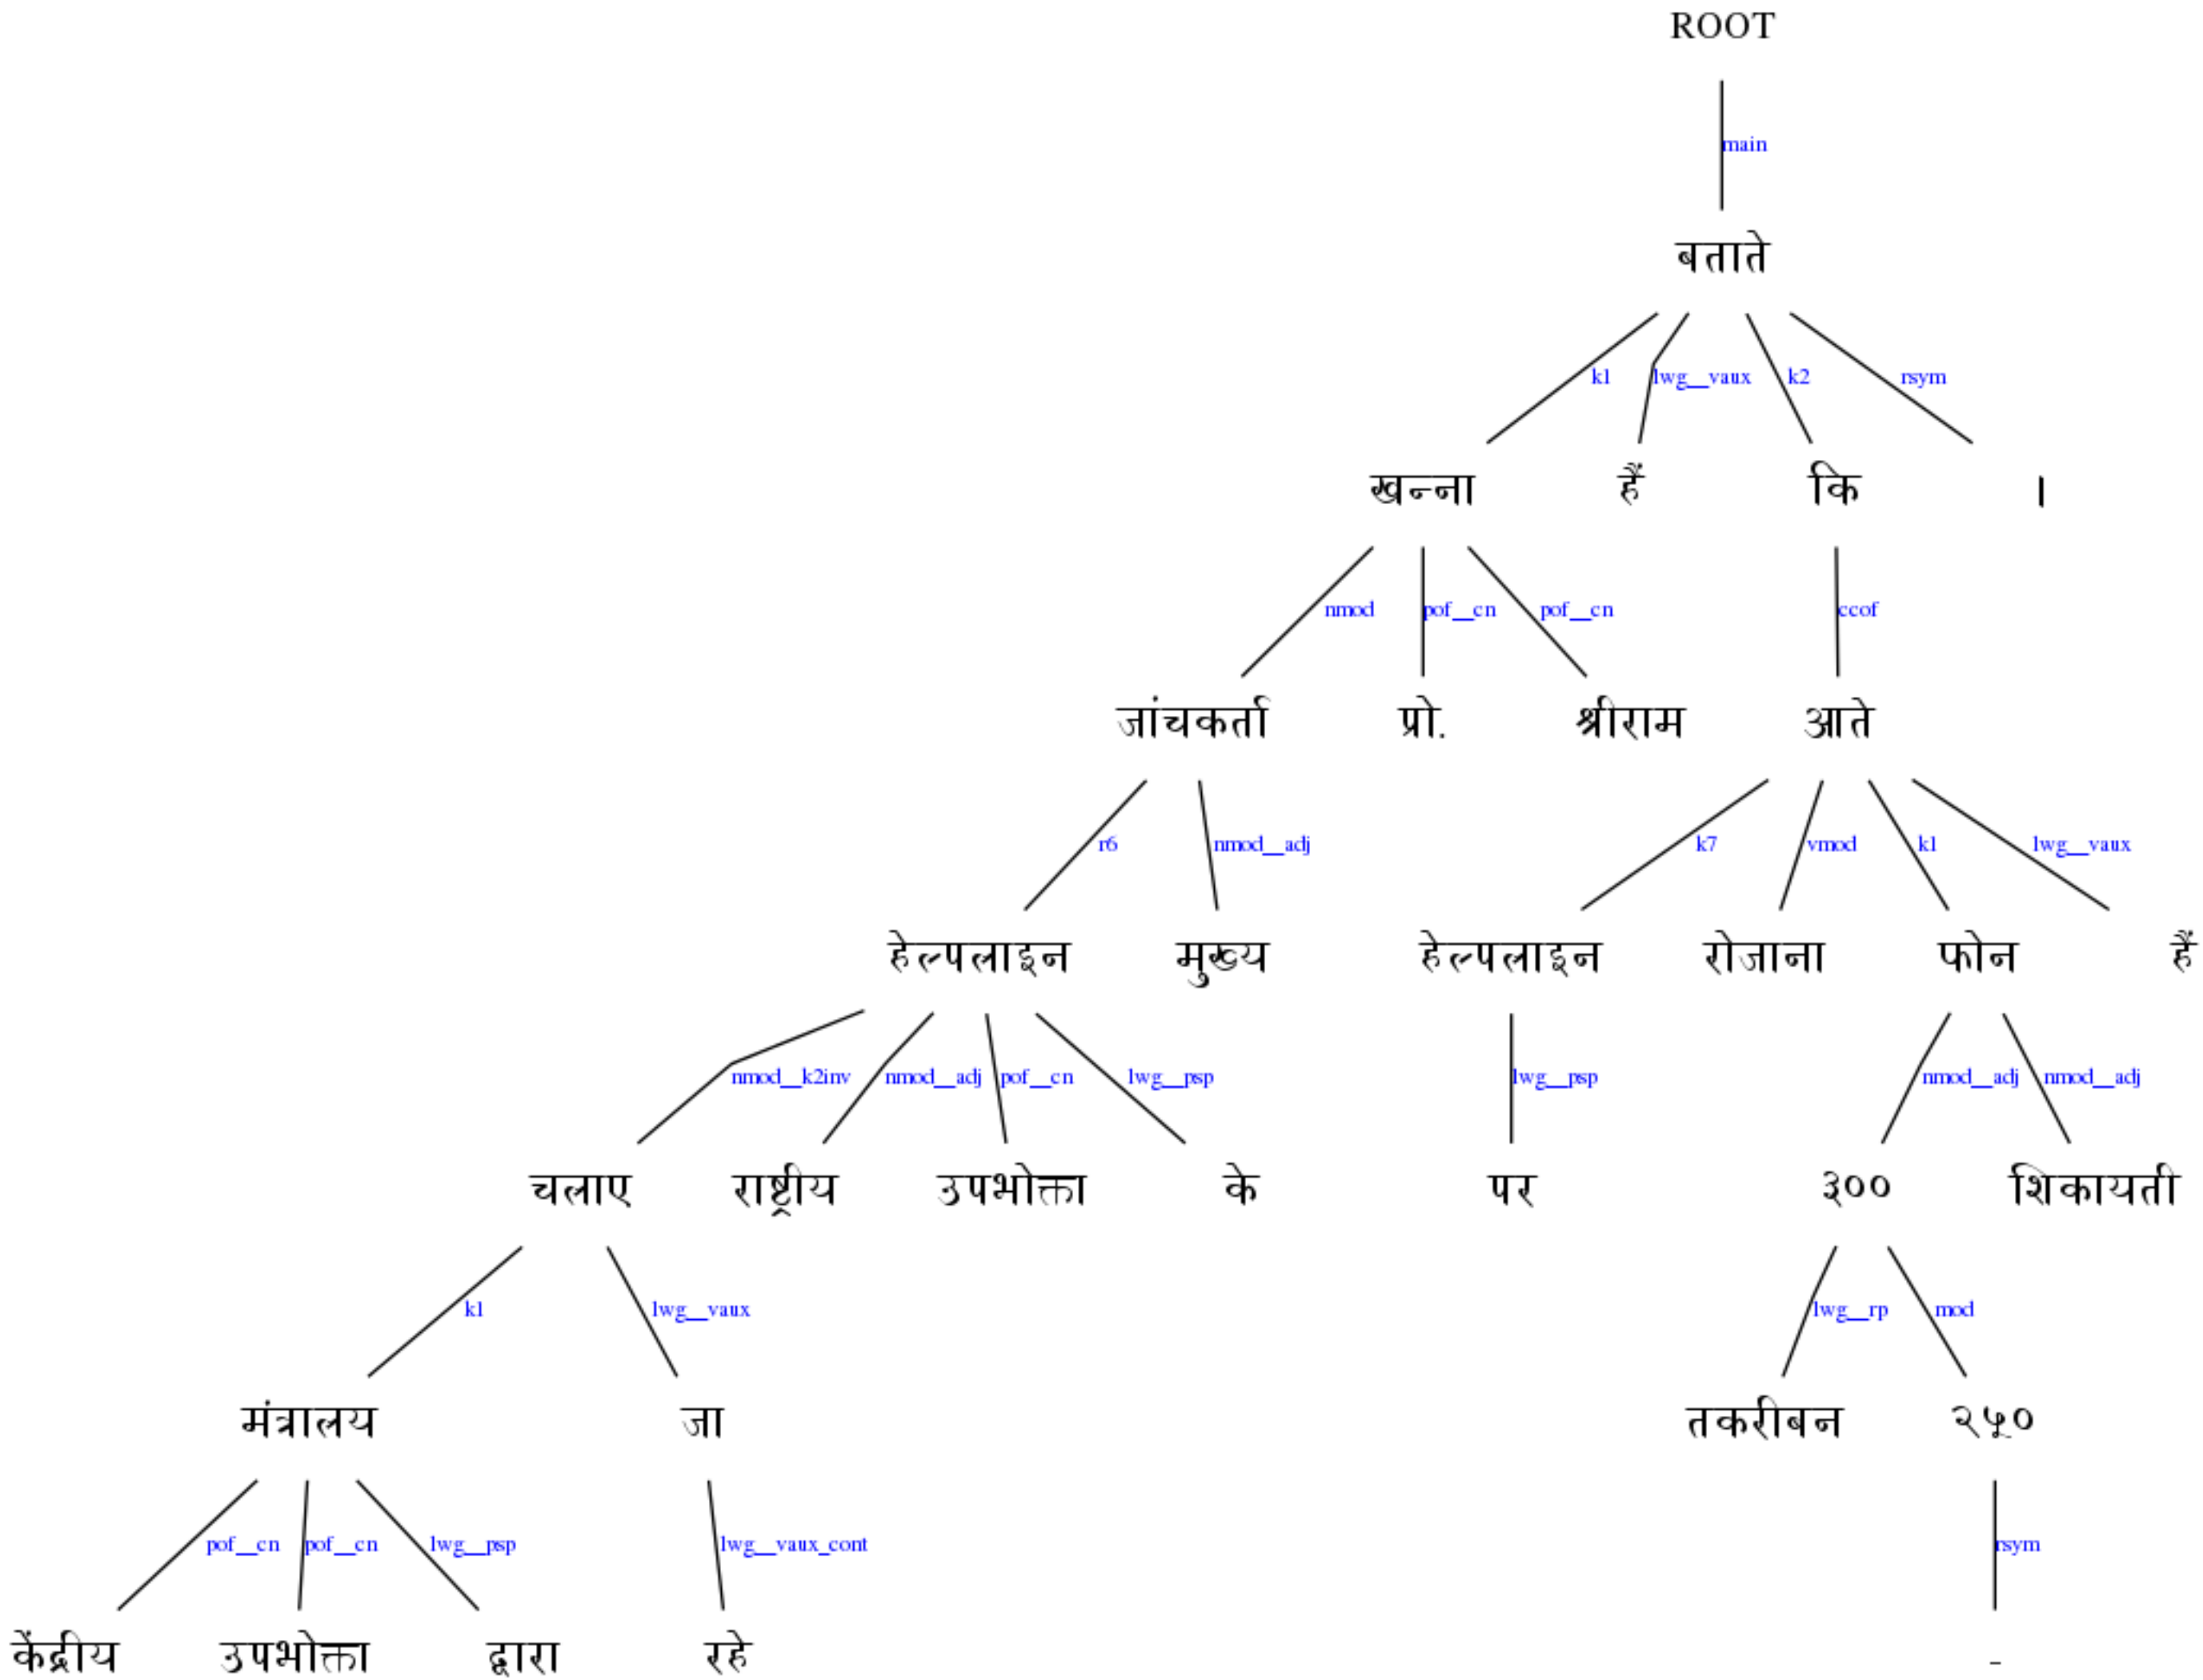 ROOT
main
बताते
k1 lwg__vaux k2 rsym
खन्ना हैं कि ।
nmod pof__cn pof__cn ccof
जांचकर्ता प्रो. श्रीराम आते
r6 nmod__adj k7 vmod k1 lwg__vaux
हेल्पलाइन मुख्य हेल्पलाइन रोजाना फोन हैं
nmod__k2inv nmod__adj pof__cn lwg__psp lwg__psp nmod__adj nmod__adj
चलाए राष्ट्रीय उपभोक्ता के पर ३०० शिकायती
k1 lwg__vaux lwg__rp mod
मंत्रालय जा तकरीबन २५०
pof__cn pof__cn lwg__psp lwg__vaux_cont rsym
केंद्रीय उपभोक्ता द्वारा रहे -